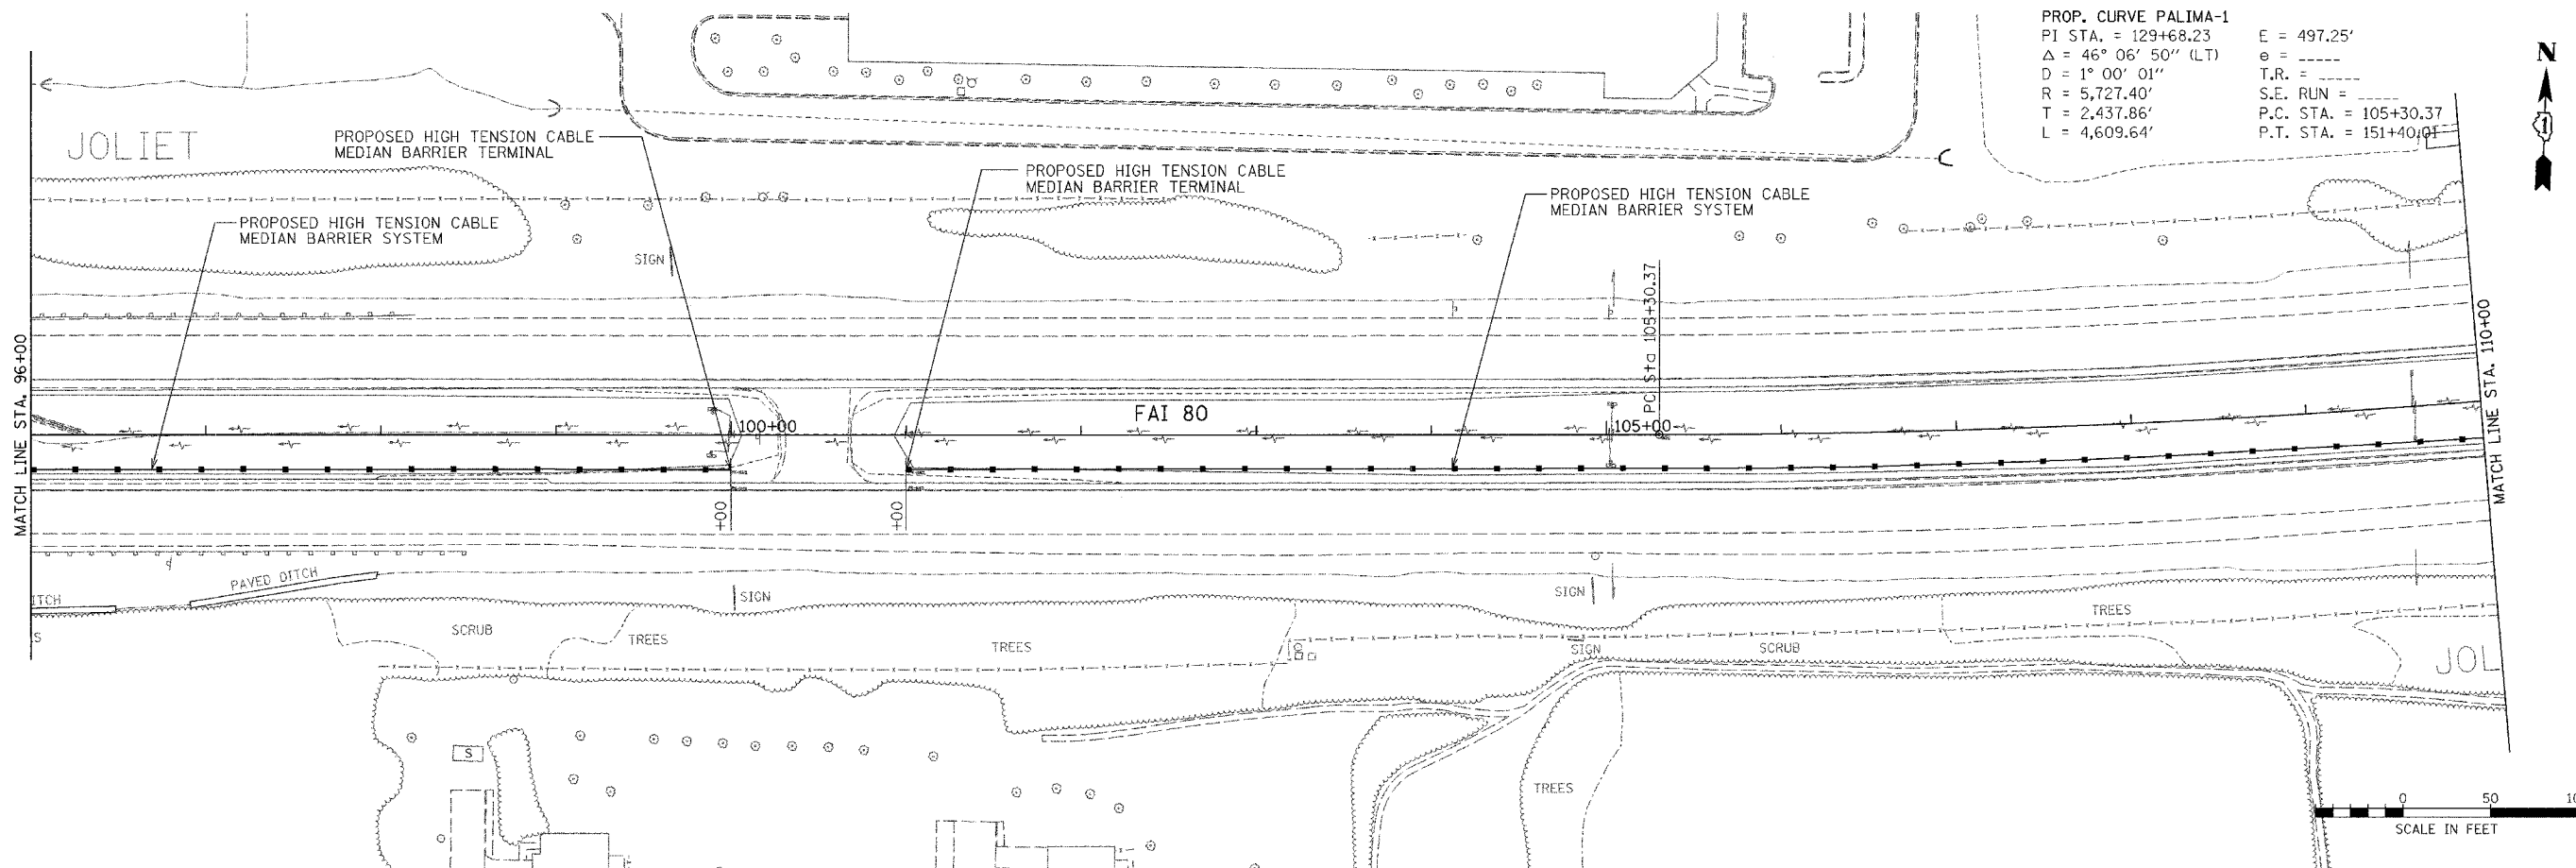 PROP. CURVE PALIMA-1
PI STA. = 129+68.23
Δ = 46° 06' 50" (LT)
D = 1° 00' 01"
R = 5,727.40'
T = 2,437.86'
L = 4,609.64'
E = 497.25'
e = -----
T.R. = -----
S.E. RUN = -----
P.C. STA. = 105+30.37
P.T. STA. = 151+40.01
N
1
JOLIET
PROPOSED HIGH TENSION CABLE
MEDIAN BARRIER TERMINAL
PROPOSED HIGH TENSION CABLE
MEDIAN BARRIER TERMINAL
PROPOSED HIGH TENSION CABLE
MEDIAN BARRIER SYSTEM
PROPOSED HIGH TENSION CABLE
MEDIAN BARRIER SYSTEM
SIGN
PC Sta 105+30.37
MATCH LINE STA. 96+00
MATCH LINE STA. 110+00
FAI 80
100+00
105+00
+00
+00
PAVED DITCH
ITCH
S
SIGN
SIGN
SCRUB
TREES
TREES
SIGN
SCRUB
TREES
JOL
S
TREES
0 50 10
SCALE IN FEET